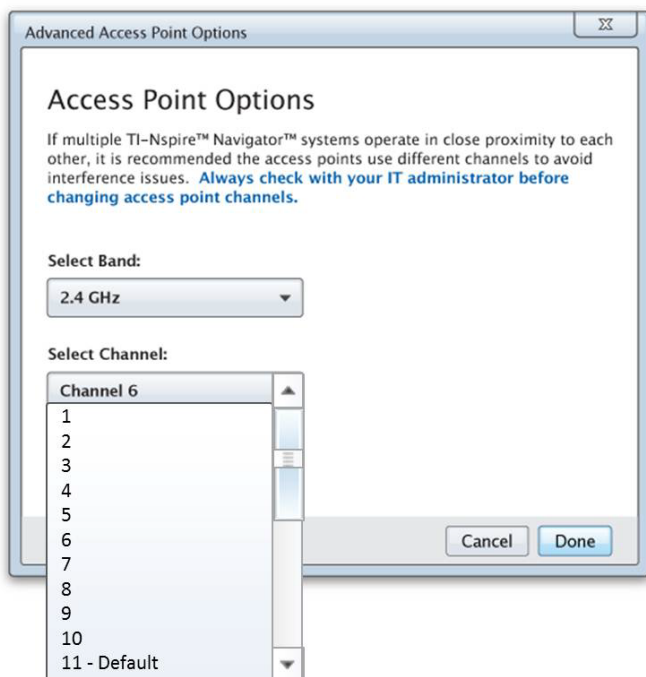 Advanced Access Point Options
Access Point Options
If multiple TI-Nspire™ Navigator™ systems operate in close proximity to each
other, it is recommended the access points use different channels to avoid
interference issues. Always check with your IT administrator before
changing access point channels.
Select Band:
2.4 GHz
Select Channel:
Channel 6
1
2
3
4
5
6
7
8
9
10
11 - Default
Cancel
Done